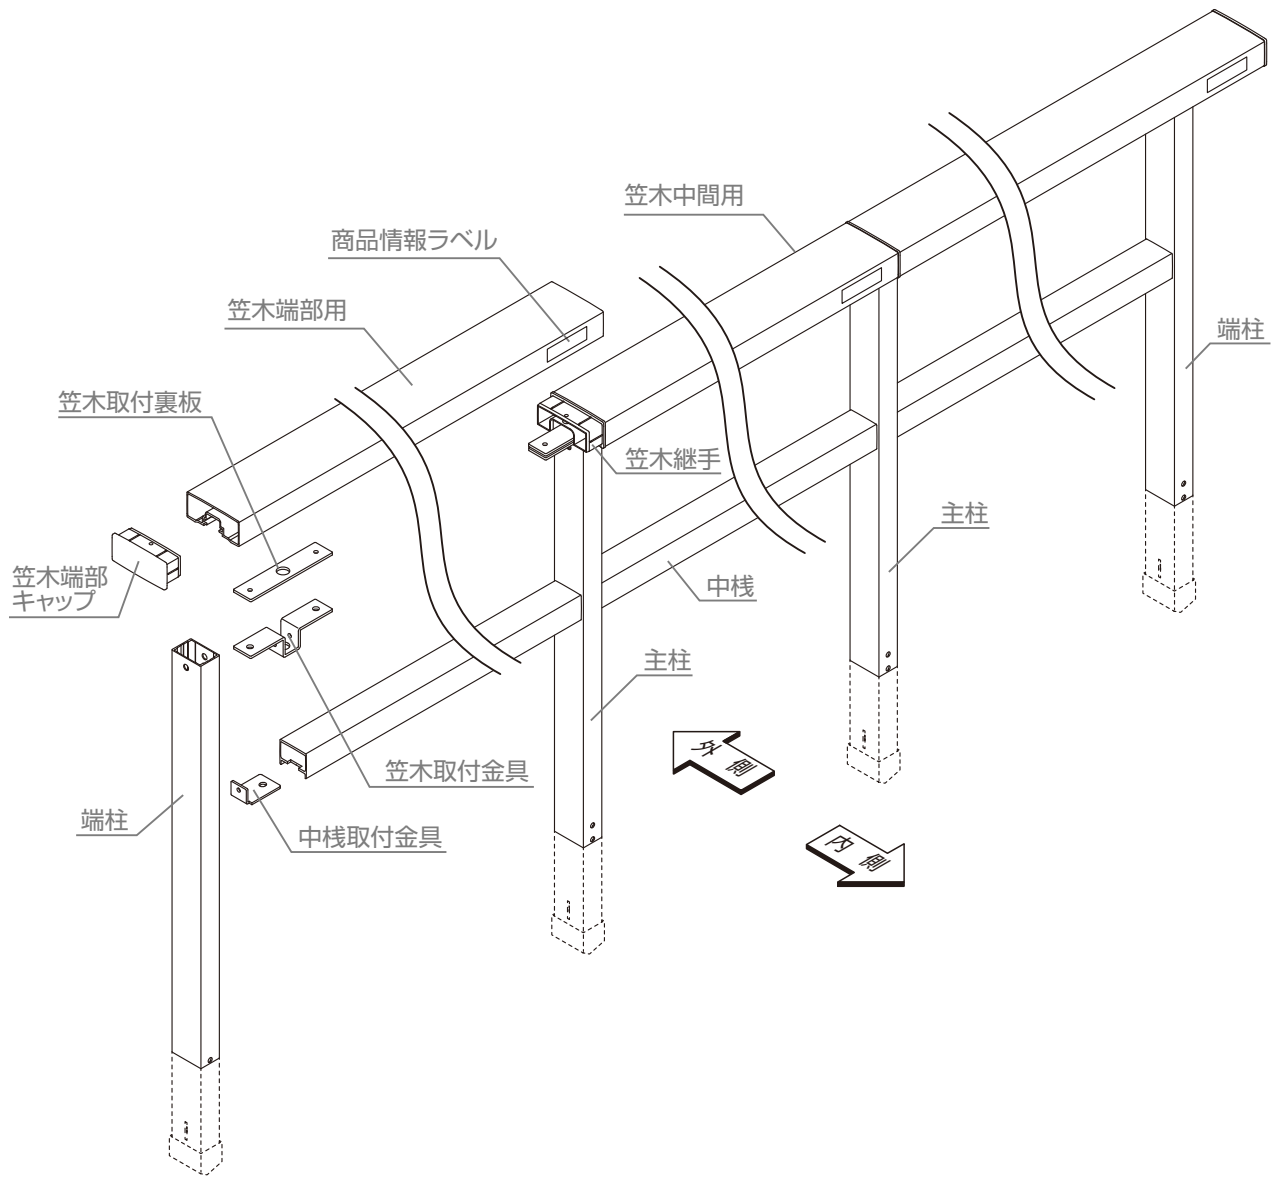 笠木中間用
商品情報ラベル
笠木端部用
端柱
笠木取付裏板
笠木継手
主柱
笠木端部
キャップ
中桟
主柱
外側
笠木取付金具
端柱
中桟取付金具
内側